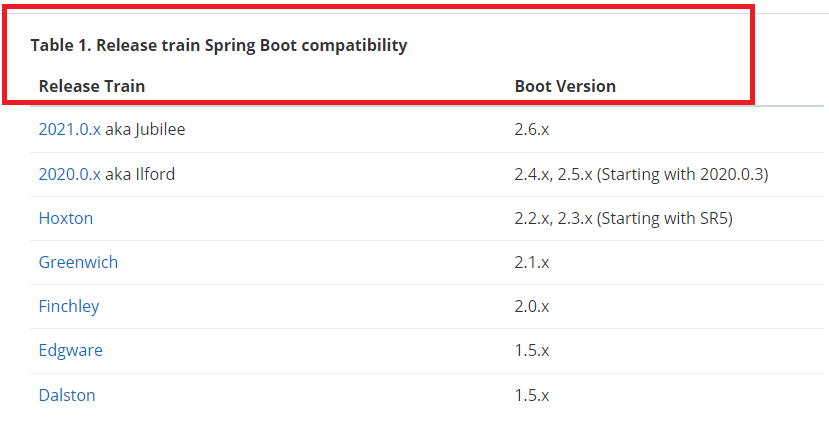 Table 1. Release train Spring Boot compatibility
Release Train Boot Version
2021.0.x aka Jubilee 2.6.x
2020.0.x aka Ilford 2.4.x, 2.5.x (Starting with 2020.0.3)
Hoxton 2.2.x, 2.3.x (Starting with SR5)
Greenwich 2.1.x
Finchley 2.0.x
Edgware 1.5.x
Dalston 1.5.x